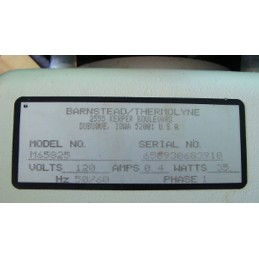 BARNSTEAD/THERMOLYNE
2555 KERPER BOULEVARD
DUBUQUE, IOWA 52001 U S A
MODEL NO. SERIAL NO.
M65825
VOLTS 120 AMPS 0.4 WATTS 35
Hz 50/60 PHASE 1